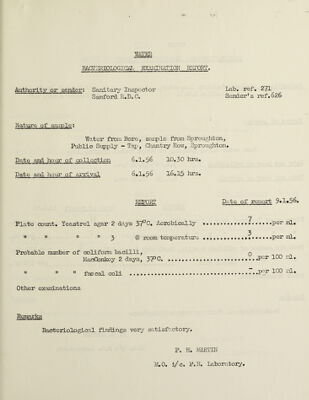 WATER
BACTERIOLOGICAL EXAMINATION REPORT.
Authority or sender: Sanitary Inspector Lab. ref. 271
Samford R.D.C. Sender's ref.626
Nature of sample:
Water from Bore, sample from Sproughton,
Public Supply - Tap, Chantry Row, Sproughton.
Date and hour of collection 6.1.56 10.30 hrs.
Date and hour of arrival 6.1.56 16.15 hrs.
REPORT Date of report 9.1.56.
Plate count. Yeastrel agar 2 days 37°C. Aerobically ........7........per ml.
" " " " 3 @ room temperature ........3........per ml.
Probable number of coliform bacilli,
MacConkey 2 days, 37°C. ........0........per 100 ml.
" " " faecal coli ........-........per 100 ml.
Other examinations
Remarks
Bacteriological findings very satisfactory.
P. H. MARTIN
M.O. i/c. P.H. Laboratory.